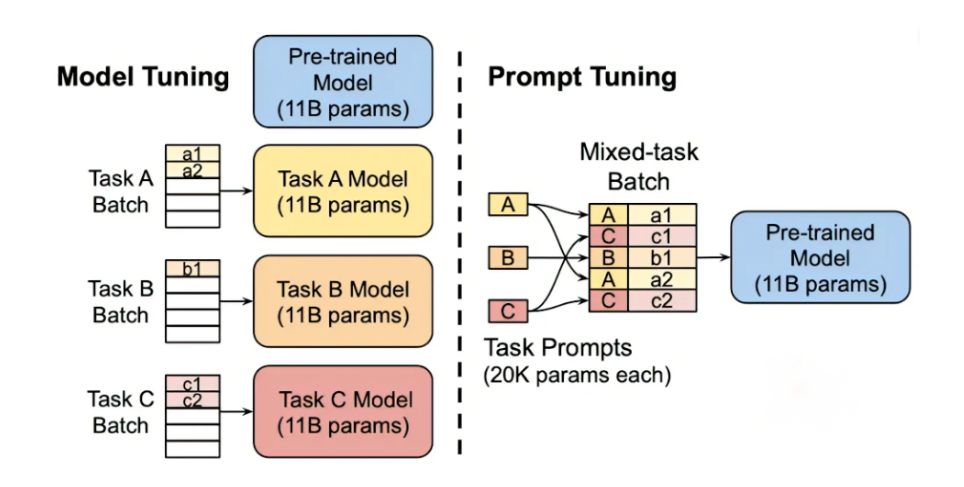 Model Tuning
Pre-trained
Model
(11B params)
Task A
Batch
a1
a2
Task A Model
(11B params)
Task B
Batch
b1
Task B Model
(11B params)
Task C
Batch
c1
c2
Task C Model
(11B params)
Prompt Tuning
Mixed-task
Batch
A
B
C
A a1
C c1
B b1
A a2
C c2
Task Prompts
(20K params each)
Pre-trained
Model
(11B params)